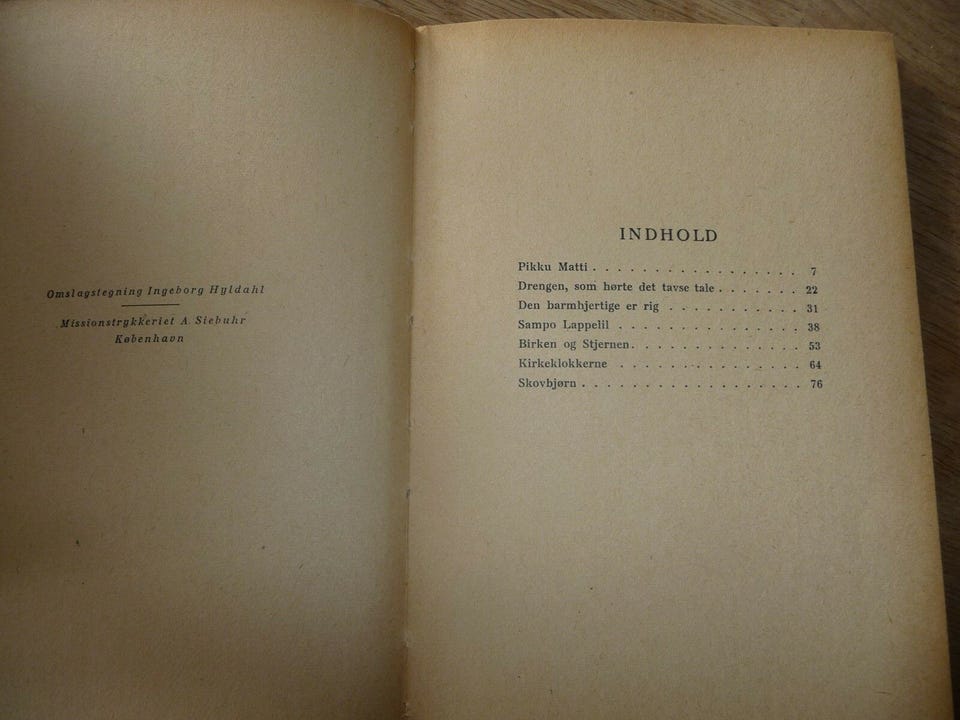 Omslagstegning Ingeborg Hyldahl
Missionstrykkeriet A. Siebuhr
København
INDHOLD
Pikku Matti . . . . . . . . . . . . . . . . . 7
Drengen, som hørte det tavse tale . . . . . . . 22
Den barmhjertige er rig . . . . . . . . . . . 31
Sampo Lappelil . . . . . . . . . . . . . . . 38
Birken og Stjernen . . . . . . . . . . . . . . 53
Kirkeklokkerne . . . . . . . . . . . . . . . 64
Skovbjørn . . . . . . . . . . . . . . . . . . 76